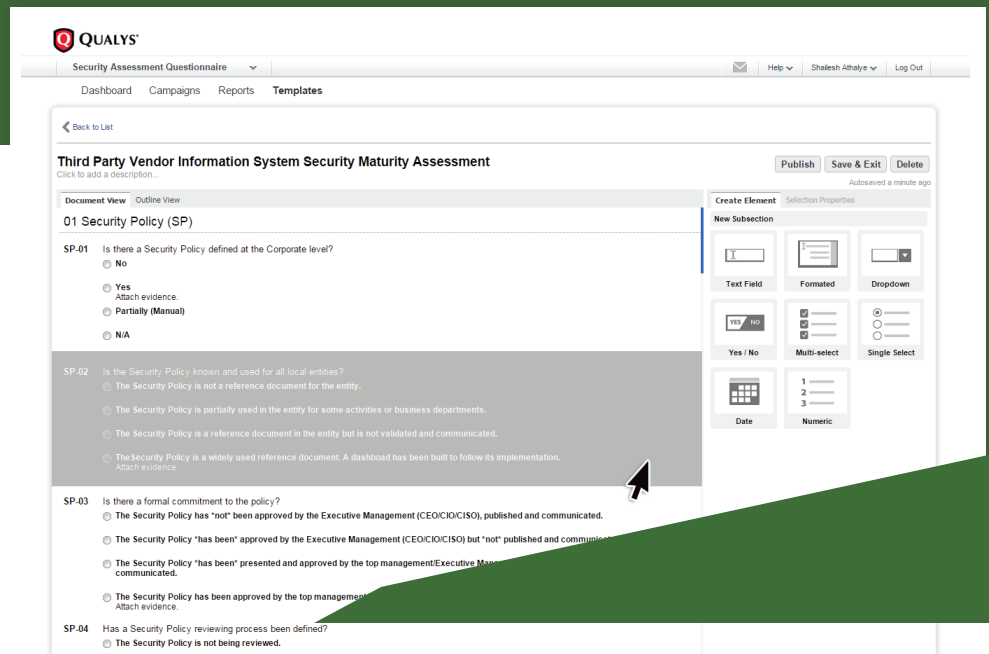 QUALYS®
Security Assessment Questionnaire
Help
Shailesh Athalye
Log Out
Dashboard Campaigns Reports Templates
Back to List
Third Party Vendor Information System Security Maturity Assessment
Click to add a description...
Publish Save & Exit Delete
Autosaved a minute ago
Document View Outline View
01 Security Policy (SP)
SP-01 Is there a Security Policy defined at the Corporate level?
No
Yes
Attach evidence.
Partially (Manual)
N/A
SP-02 Is the Security Policy known and used for all local entities?
The Security Policy is not a reference document for the entity.
The Security Policy is partially used in the entity for some activities or business departments.
The Security Policy is a reference document in the entity but is not validated and communicated.
TheSecurity Policy is a widely used reference document. A dashboad has been built to follow its implementation.
Attach evidence.
SP-03 Is there a formal commitment to the policy?
The Security Policy has *not* been approved by the Executive Management (CEO/CIO/CISO), published and communicated.
The Security Policy *has been* approved by the Executive Management (CEO/CIO/CISO) but *not* published and
The Security Policy *has been* presented and approved by the top management/Executive
communicated.
The Security Policy has been approved by the top management
Attach evidence.
SP-04 Has a Security Policy reviewing process been defined?
The Security Policy is not being reviewed.
Create Element Selection Properties
New Subsection
Text Field Formated Dropdown
YES NO
Yes / No Multi-select Single Select
1
2
3
Date Numeric